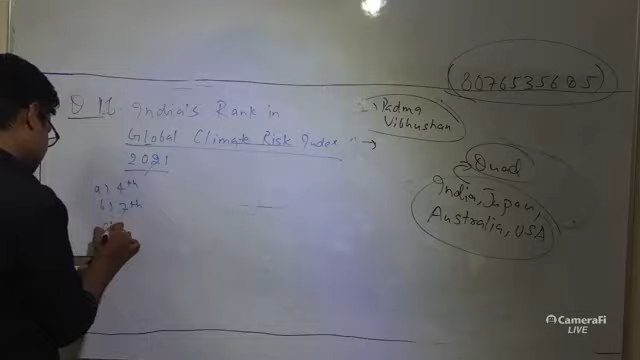 8076535685
Q 11. India's Rank in
Global Climate Risk Index →
2021
a) 4th
b) 7th
c)
→ Padma
Vibhushan
→ Quad
India, Japan,
Australia, USA
CameraFi
LIVE